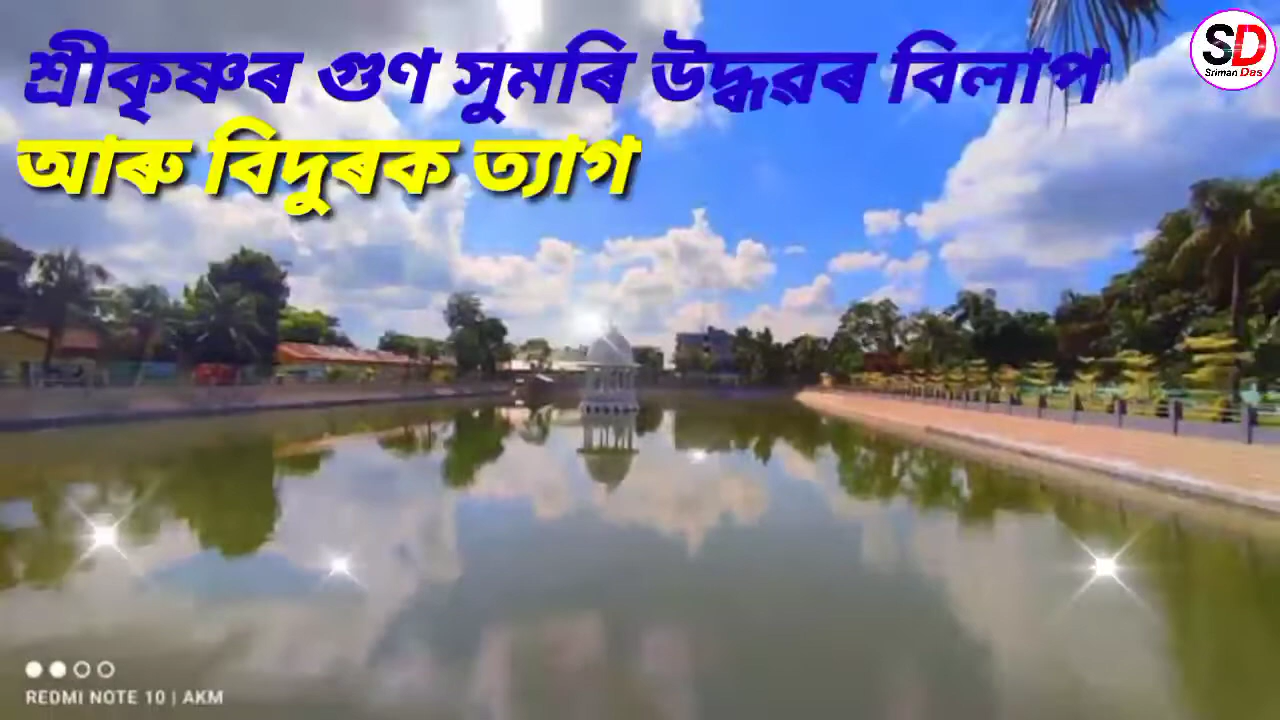 শ্ৰীকৃষ্ণৰ গুণ সুমৰি উদ্ধৱৰ বিলাপ
আৰু বিদুৰক ত্যাগ
SD
Sriman Das
REDMI NOTE 10 | AKM